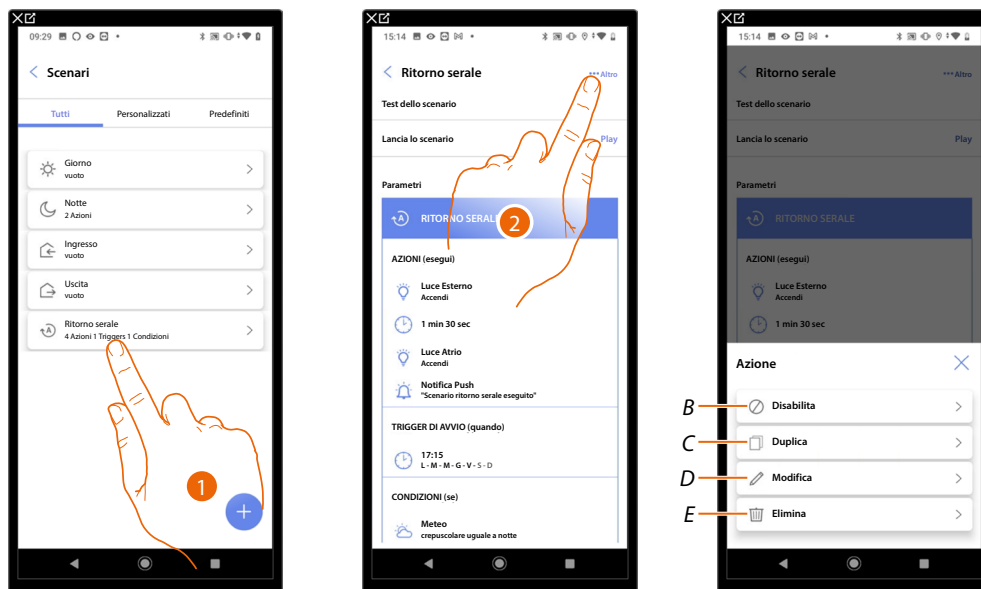 09:29
Scenari
Tutti Personalizzati Predefiniti
Giorno
vuoto
Notte
2 Azioni
Ingresso
vuoto
Uscita
vuoto
Ritorno serale
4 Azioni 1 Triggers 1 Condizioni
1
15:14
Ritorno serale
Altro
Test dello scenario
Lancia lo scenario
Play
Parametri
A RITORNO SERALE
2
AZIONI (esegui)
Luce Esterno
Accendi
1 min 30 sec
Luce Atrio
Accendi
Notifica Push
"Scenario ritorno serale eseguito"
TRIGGER DI AVVIO (quando)
17:15
L - M - M - G - V - S - D
CONDIZIONI (se)
Meteo
crepuscolare uguale a notte
15:14
Ritorno serale
Altro
Test dello scenario
Lancia lo scenario
Play
Parametri
A RITORNO SERALE
AZIONI (esegui)
Luce Esterno
Accendi
1 min 30 sec
Azione
B Disabilita
C Duplica
D Modifica
E Elimina